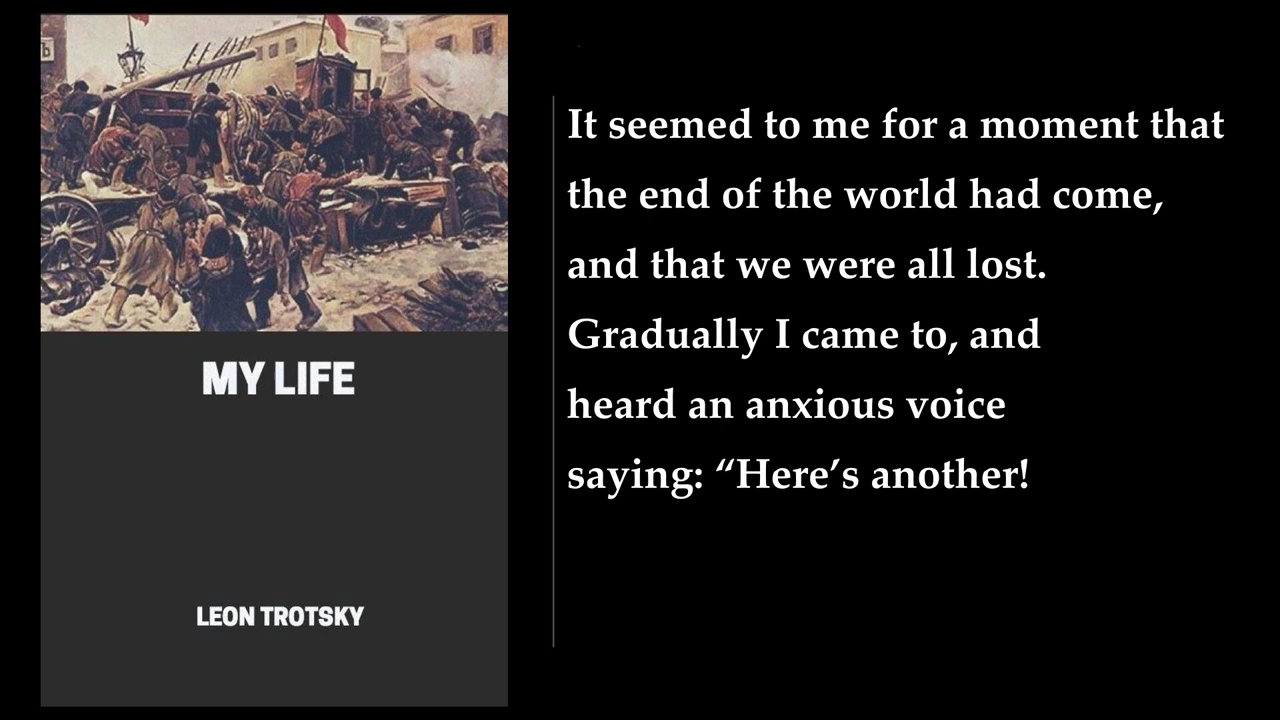 MY LIFE
LEON TROTSKY
It seemed to me for a moment that
the end of the world had come,
and that we were all lost.
Gradually I came to, and
heard an anxious voice
saying: “Here’s another!